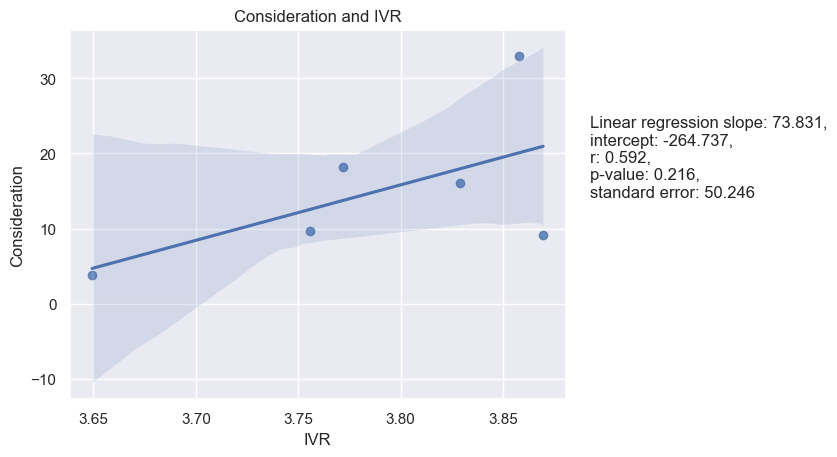 Consideration and IVR
Consideration
30
20
10
0
−10
3.65 3.70 3.75 3.80 3.85
IVR
Linear regression slope: 73.831,
intercept: -264.737,
r: 0.592,
p-value: 0.216,
standard error: 50.246